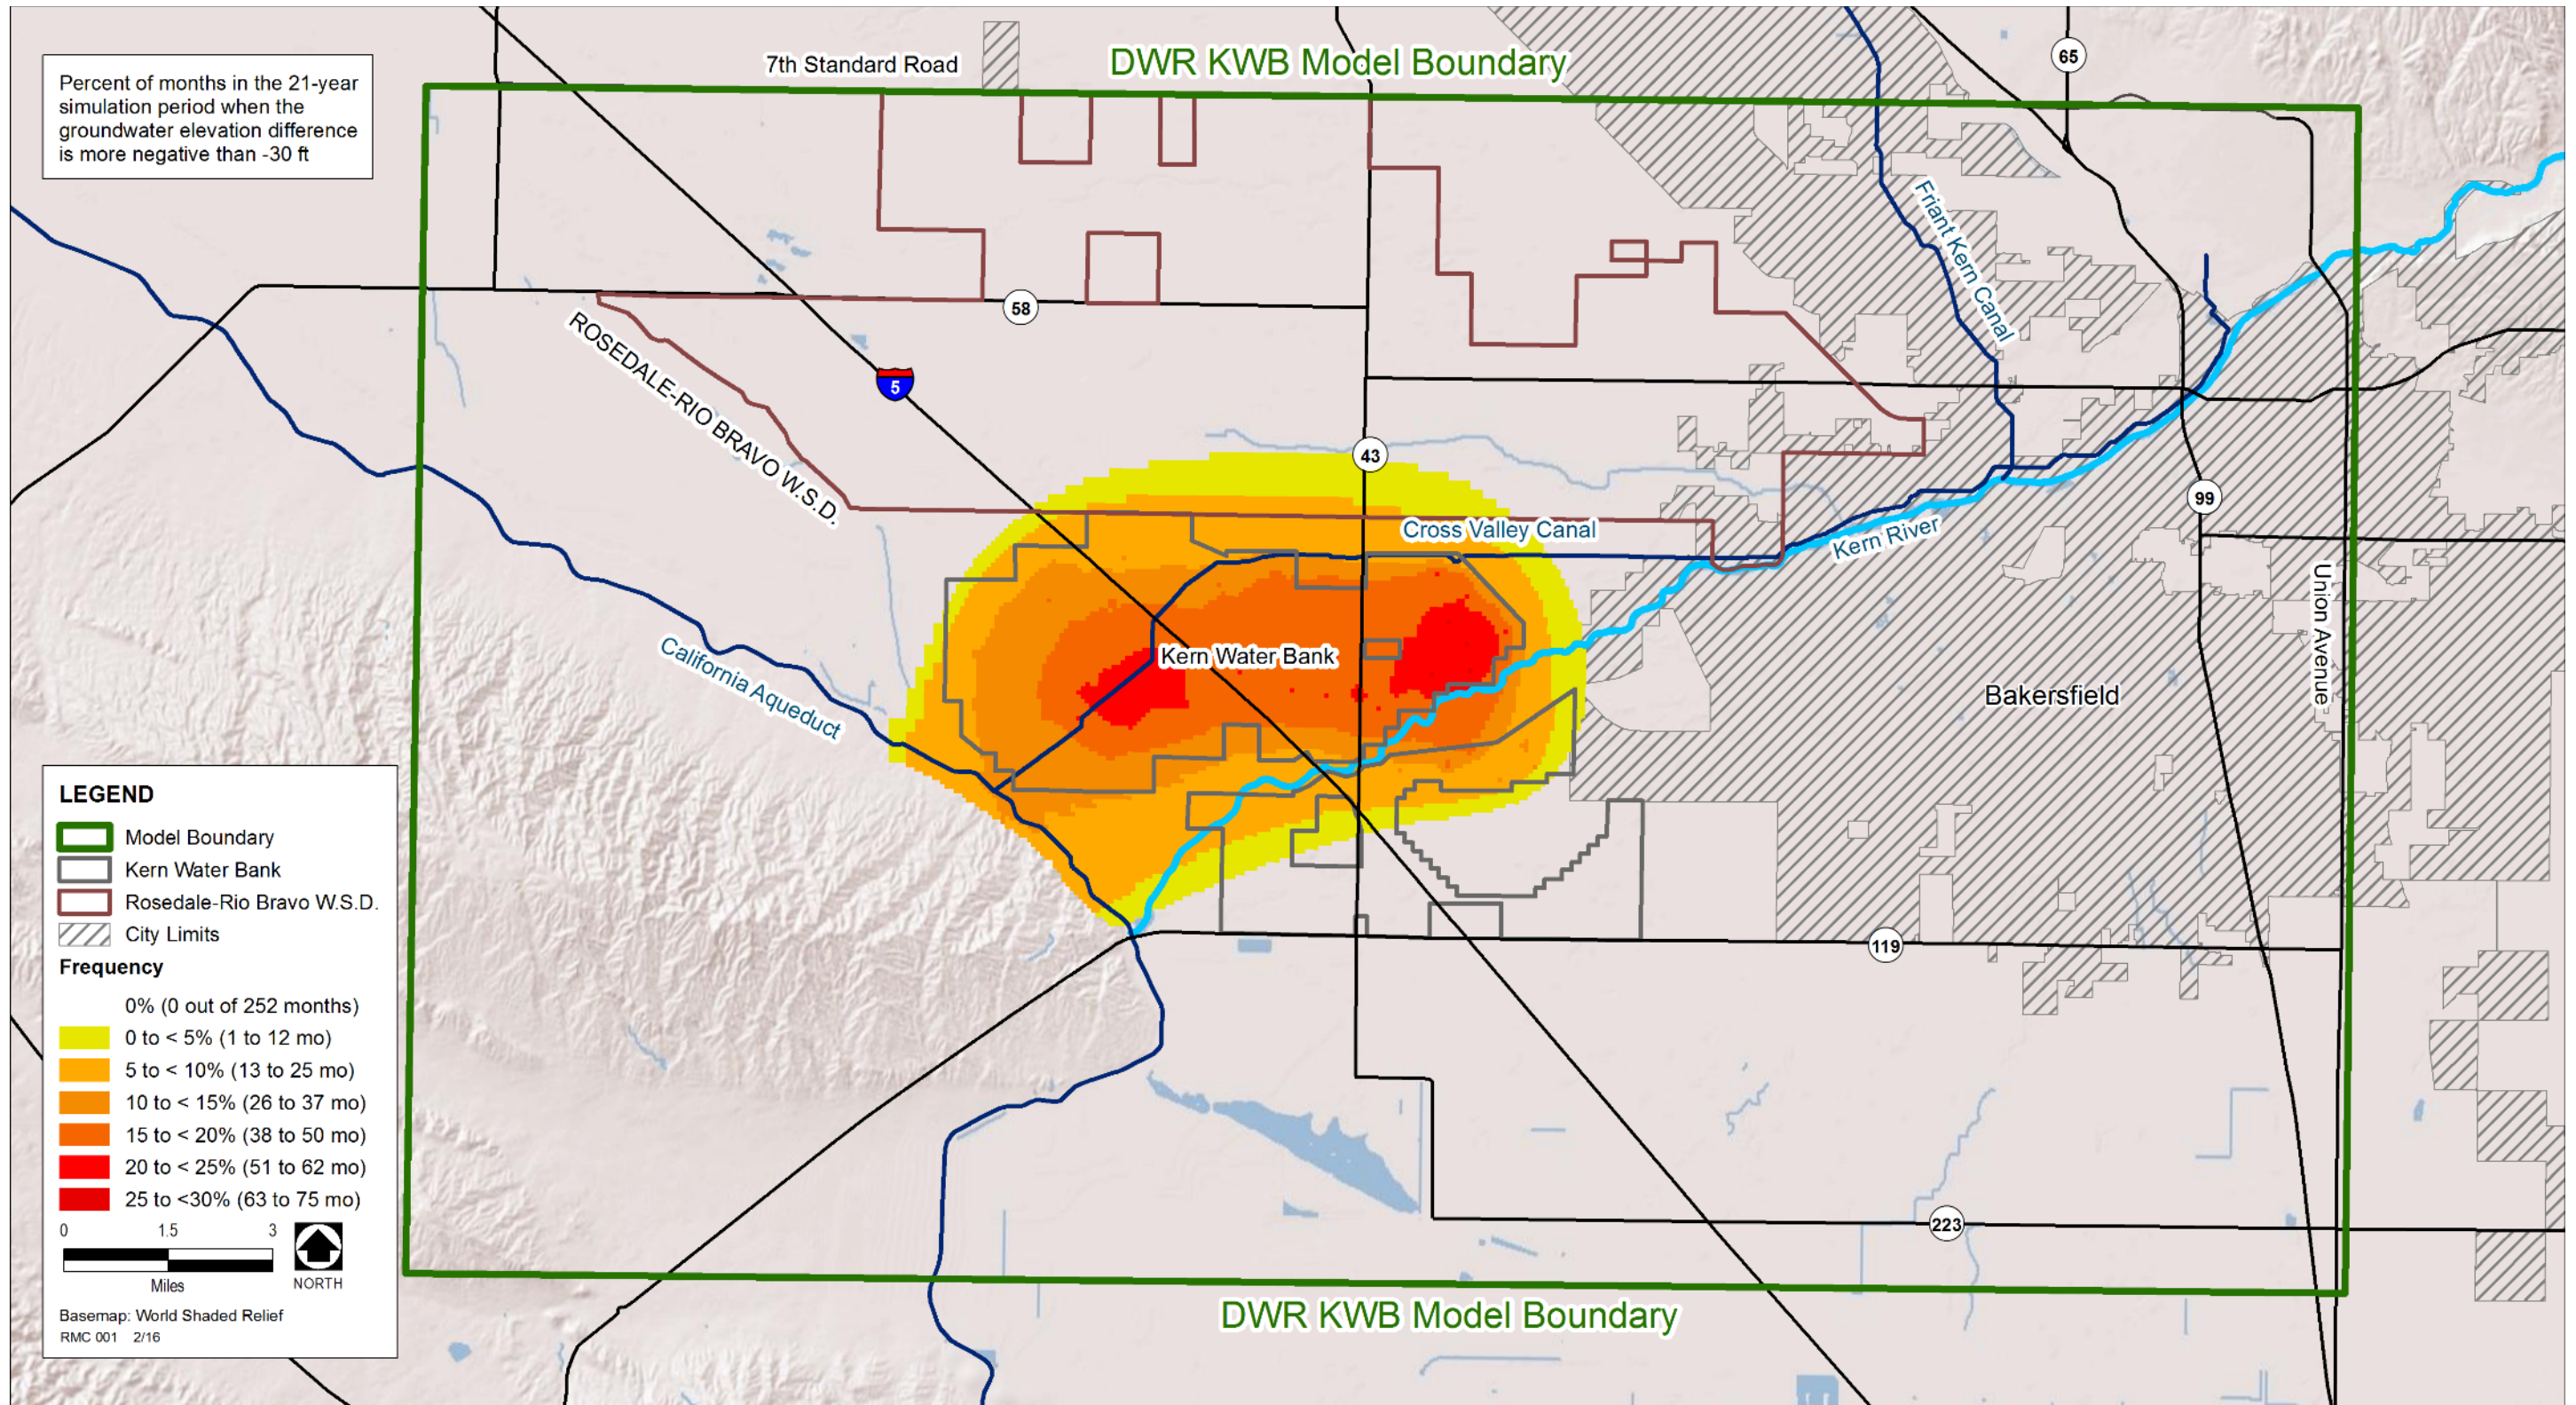 Percent of months in the 21-year
simulation period when the
groundwater elevation difference
is more negative than -30 ft
7th Standard Road
DWR KWB Model Boundary
65
Friant Kern Canal
58
ROSEDALE-RIO BRAVO W.S.D.
5
43
99
Cross Valley Canal
Kern River
Union Avenue
California Aqueduct
Kern Water Bank
Bakersfield
119
223
DWR KWB Model Boundary
LEGEND
Model Boundary
Kern Water Bank
Rosedale-Rio Bravo W.S.D.
City Limits
Frequency
0% (0 out of 252 months)
0 to < 5% (1 to 12 mo)
5 to < 10% (13 to 25 mo)
10 to < 15% (26 to 37 mo)
15 to < 20% (38 to 50 mo)
20 to < 25% (51 to 62 mo)
25 to <30% (63 to 75 mo)
0 1.5 3
Miles
NORTH
Basemap: World Shaded Relief
RMC 001 2/16